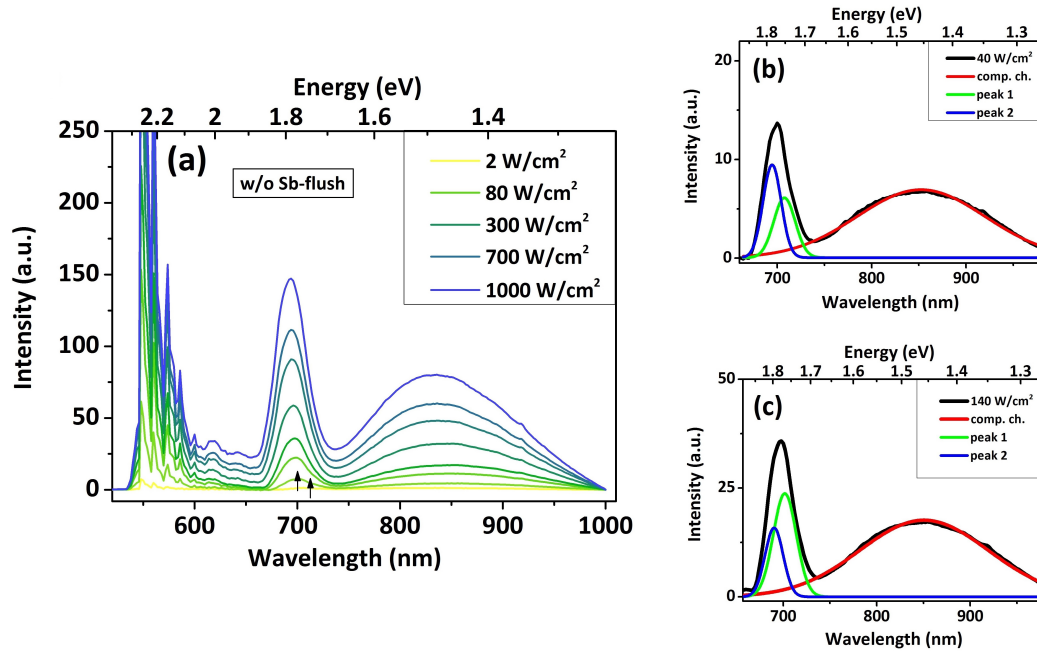 Energy (eV)
2.2 2 1.8 1.6 1.4
250
200
150
100
50
0
Intensity (a.u.)
(a)
w/o Sb-flush
2 W/cm²
80 W/cm²
300 W/cm²
700 W/cm²
1000 W/cm²
600 700 800 900 1000
Wavelength (nm)
Energy (eV)
1.8 1.7 1.6 1.5 1.4 1.3
20
10
0
Intensity (a.u.)
(b)
40 W/cm²
comp. ch.
peak 1
peak 2
700 800 900
Wavelength (nm)
Energy (eV)
1.8 1.7 1.6 1.5 1.4 1.3
50
25
0
Intensity (a.u.)
(c)
140 W/cm²
comp. ch.
peak 1
peak 2
700 800 900
Wavelength (nm)